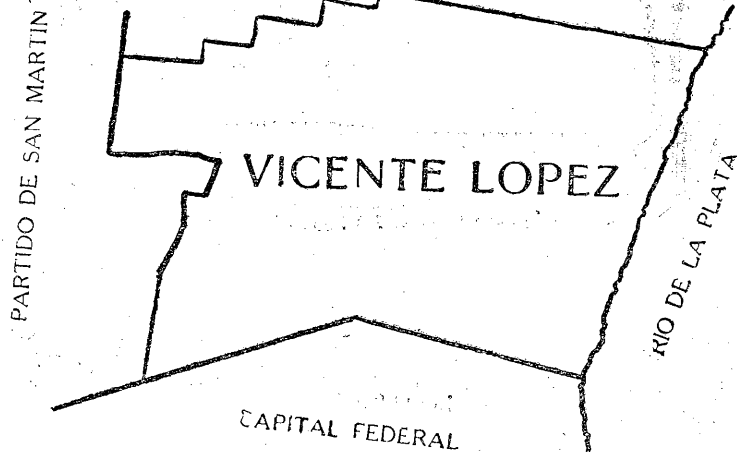 PARTIDO DE SAN MARTIN
VICENTE LOPEZ
RIO DE LA PLATA
CAPITAL FEDERAL